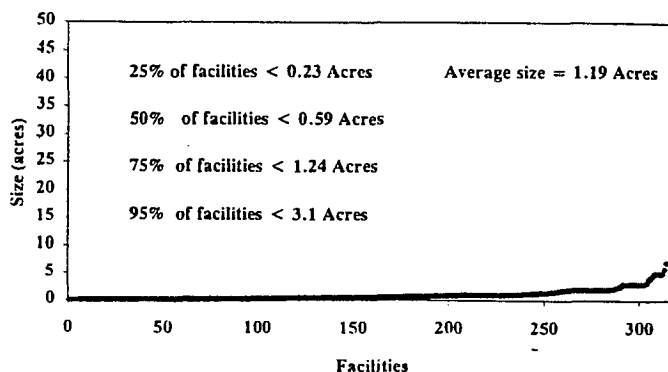 50
45
40
35
30
25
20
15
10
5
0
Size (acres)
25% of facilities < 0.23 Acres Average size = 1.19 Acres
50% of facilities < 0.59 Acres
75% of facilities < 1.24 Acres
95% of facilities < 3.1 Acres
0 50 100 150 200 250 300
Facilities